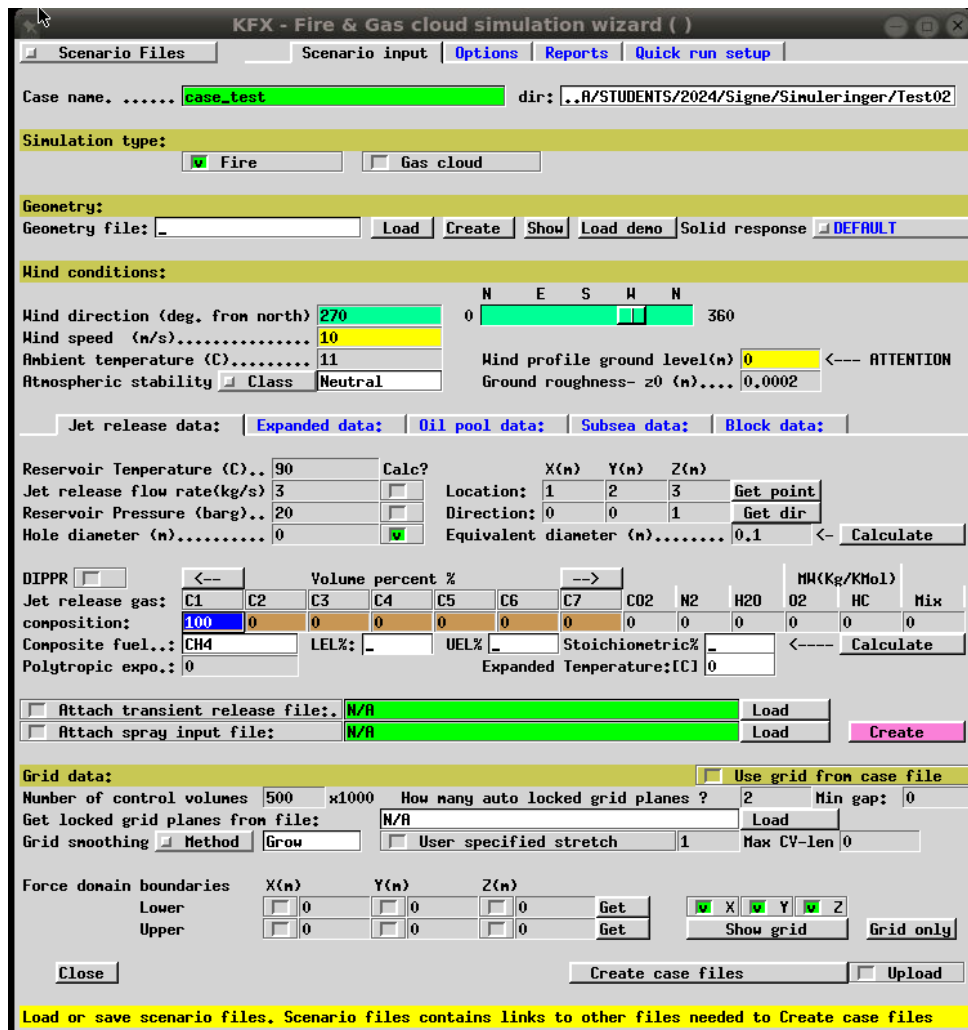 KFX - Fire & Gas cloud simulation wizard ( )
Scenario Files Scenario input Options Reports Quick run setup
Case name. ...... case_test dir: ..A/STUDENTS/2024/Signe/Simuleringer/Test02
Simulation type:
v Fire Gas cloud
Geometry:
Geometry file: _ Load Create Show Load demo Solid response DEFAULT
Wind conditions:
N E S W N
Wind direction (deg. from north) 270 0 360
Wind speed (m/s)............... 10
Ambient temperature (C)......... 11 Wind profile ground level(m) 0 <--- ATTENTION
Atmospheric stability Class Neutral Ground roughness- z0 (m).... 0.0002
Jet release data: Expanded data: Oil pool data: Subsea data: Block data:
Reservoir Temperature (C).. 90 Calc? X(m) Y(m) Z(m)
Jet release flow rate(kg/s) 3 Location: 1 2 3 Get point
Reservoir Pressure (barg).. 20 Direction: 0 0 1 Get dir
Hole diameter (m).......... 0 v Equivalent diameter (m)........ 0.1 <- Calculate
DIPPR <-- Volume percent % --> MW(Kg/KMol)
Jet release gas: C1 C2 C3 C4 C5 C6 C7 CO2 N2 H2O O2 HC Mix
composition: 100 0 0 0 0 0 0 0 0 0 0 0 0
Composite fuel..: CH4 LEL%: _ UEL% _ Stoichiometric% _ <---- Calculate
Polytropic expo.: 0 Expanded Temperature:[C] 0
Attach transient release file:. N/A Load
Attach spray input file: N/A Load Create
Grid data: Use grid from case file
Number of control volumes 500 x1000 How many auto locked grid planes ? 2 Min gap: 0
Get locked grid planes from file: N/A Load
Grid smoothing Method Grow User specified stretch 1 Max CV-len 0
Force domain boundaries X(m) Y(m) Z(m)
Lower 0 0 0 Get v X v Y v Z
Upper 0 0 0 Get Show grid Grid only
Close Create case files Upload
Load or save scenario files. Scenario files contains links to other files needed to Create case files